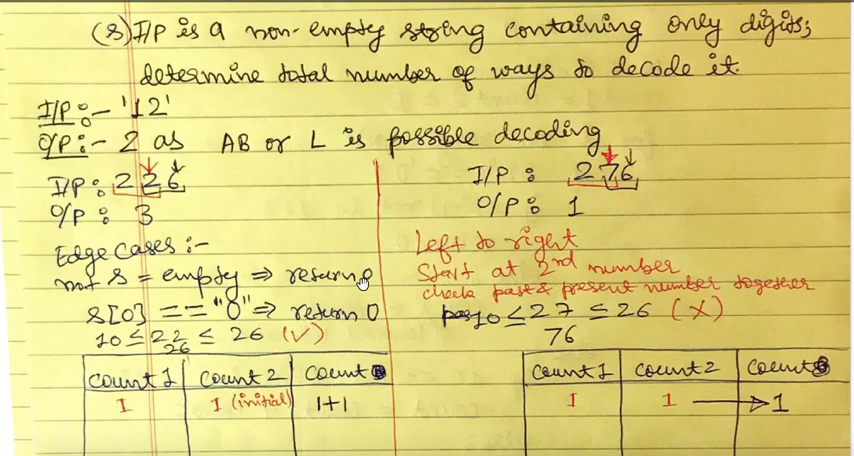 (s) I/P is a non-empty string containing only digits;
determine total number of ways to decode it.
I/P:- '12'
O/P:- 2 as AB or L is possible decoding
I/P: 226
O/P: 3
Edge Cases:-
not s = empty ⇒ return 0
s[0] == "0" ⇒ return 0
10 ≤ 22 ≤ 26 (√)
26
count 1 count 2 count
1 1 (initial) 1+1
I/P : 276
O/P: 1
Left to right
Start at 2nd number
check past & present number together
10 ≤ 27 ≤ 26 (X)
76
count 1 count 2 count
1 1 → 1